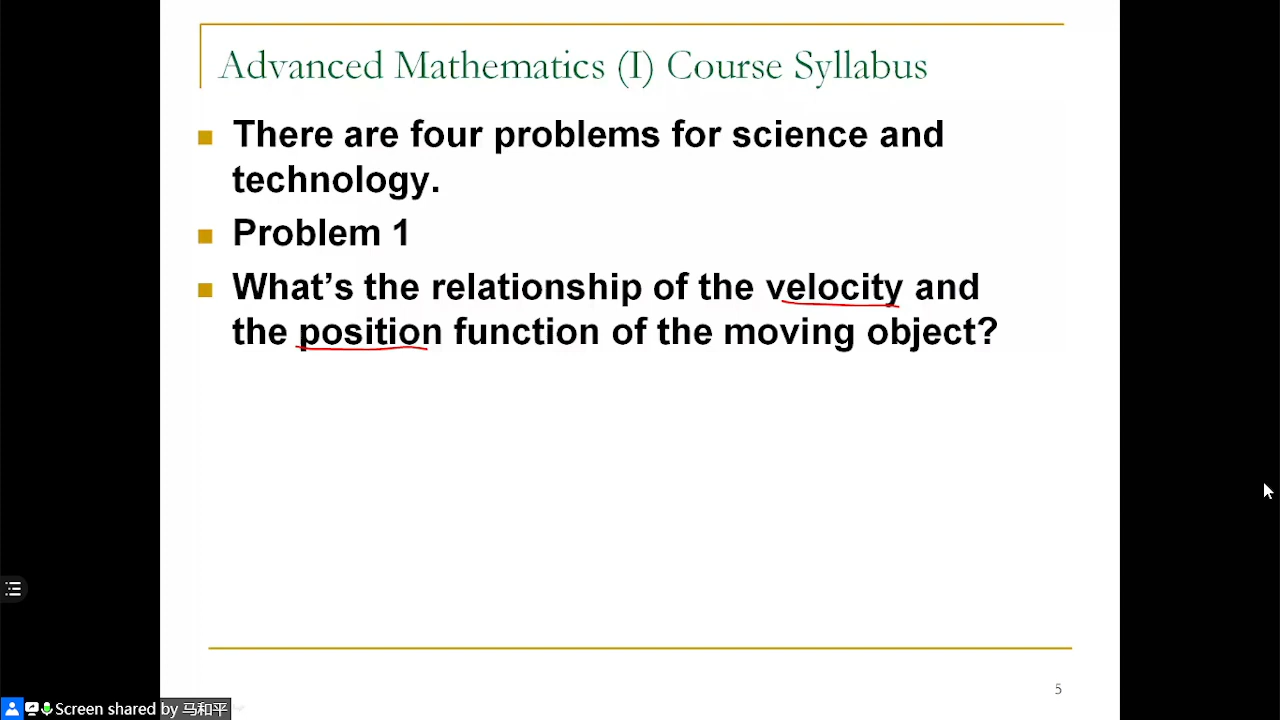 Advanced Mathematics (I) Course Syllabus
There are four problems for science and
technology.
Problem 1
What’s the relationship of the velocity and
the position function of the moving object?
5
Screen shared by 马和平